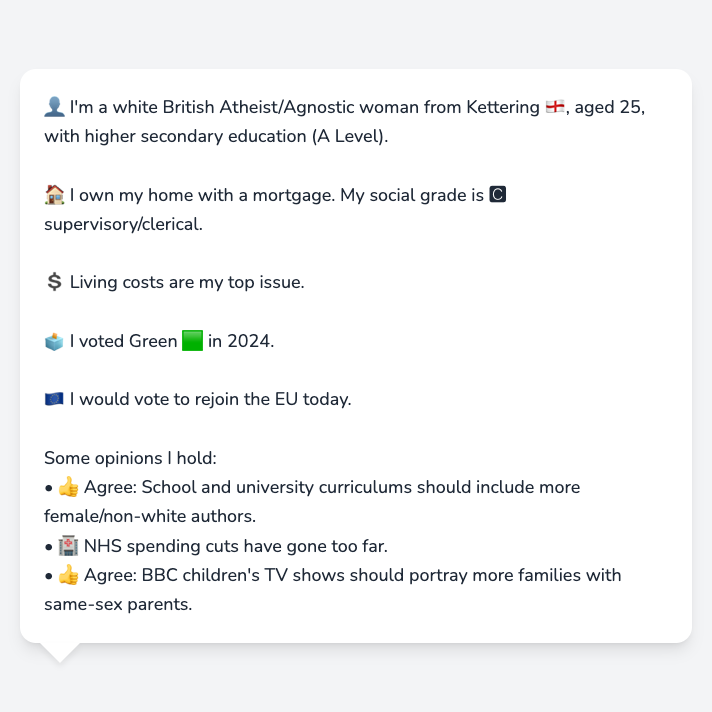 👤 I'm a white British Atheist/Agnostic woman from Kettering 🏴󠁧󠁢󠁥󠁮󠁧󠁿, aged 25,
with higher secondary education (A Level).
🏠 I own my home with a mortgage. My social grade is 🅲
supervisory/clerical.
💲 Living costs are my top issue.
🗳️ I voted Green 🟩 in 2024.
🇪🇺 I would vote to rejoin the EU today.
Some opinions I hold:
• 👍 Agree: School and university curriculums should include more
female/non-white authors.
• 🏥 NHS spending cuts have gone too far.
• 👍 Agree: BBC children's TV shows should portray more families with
same-sex parents.